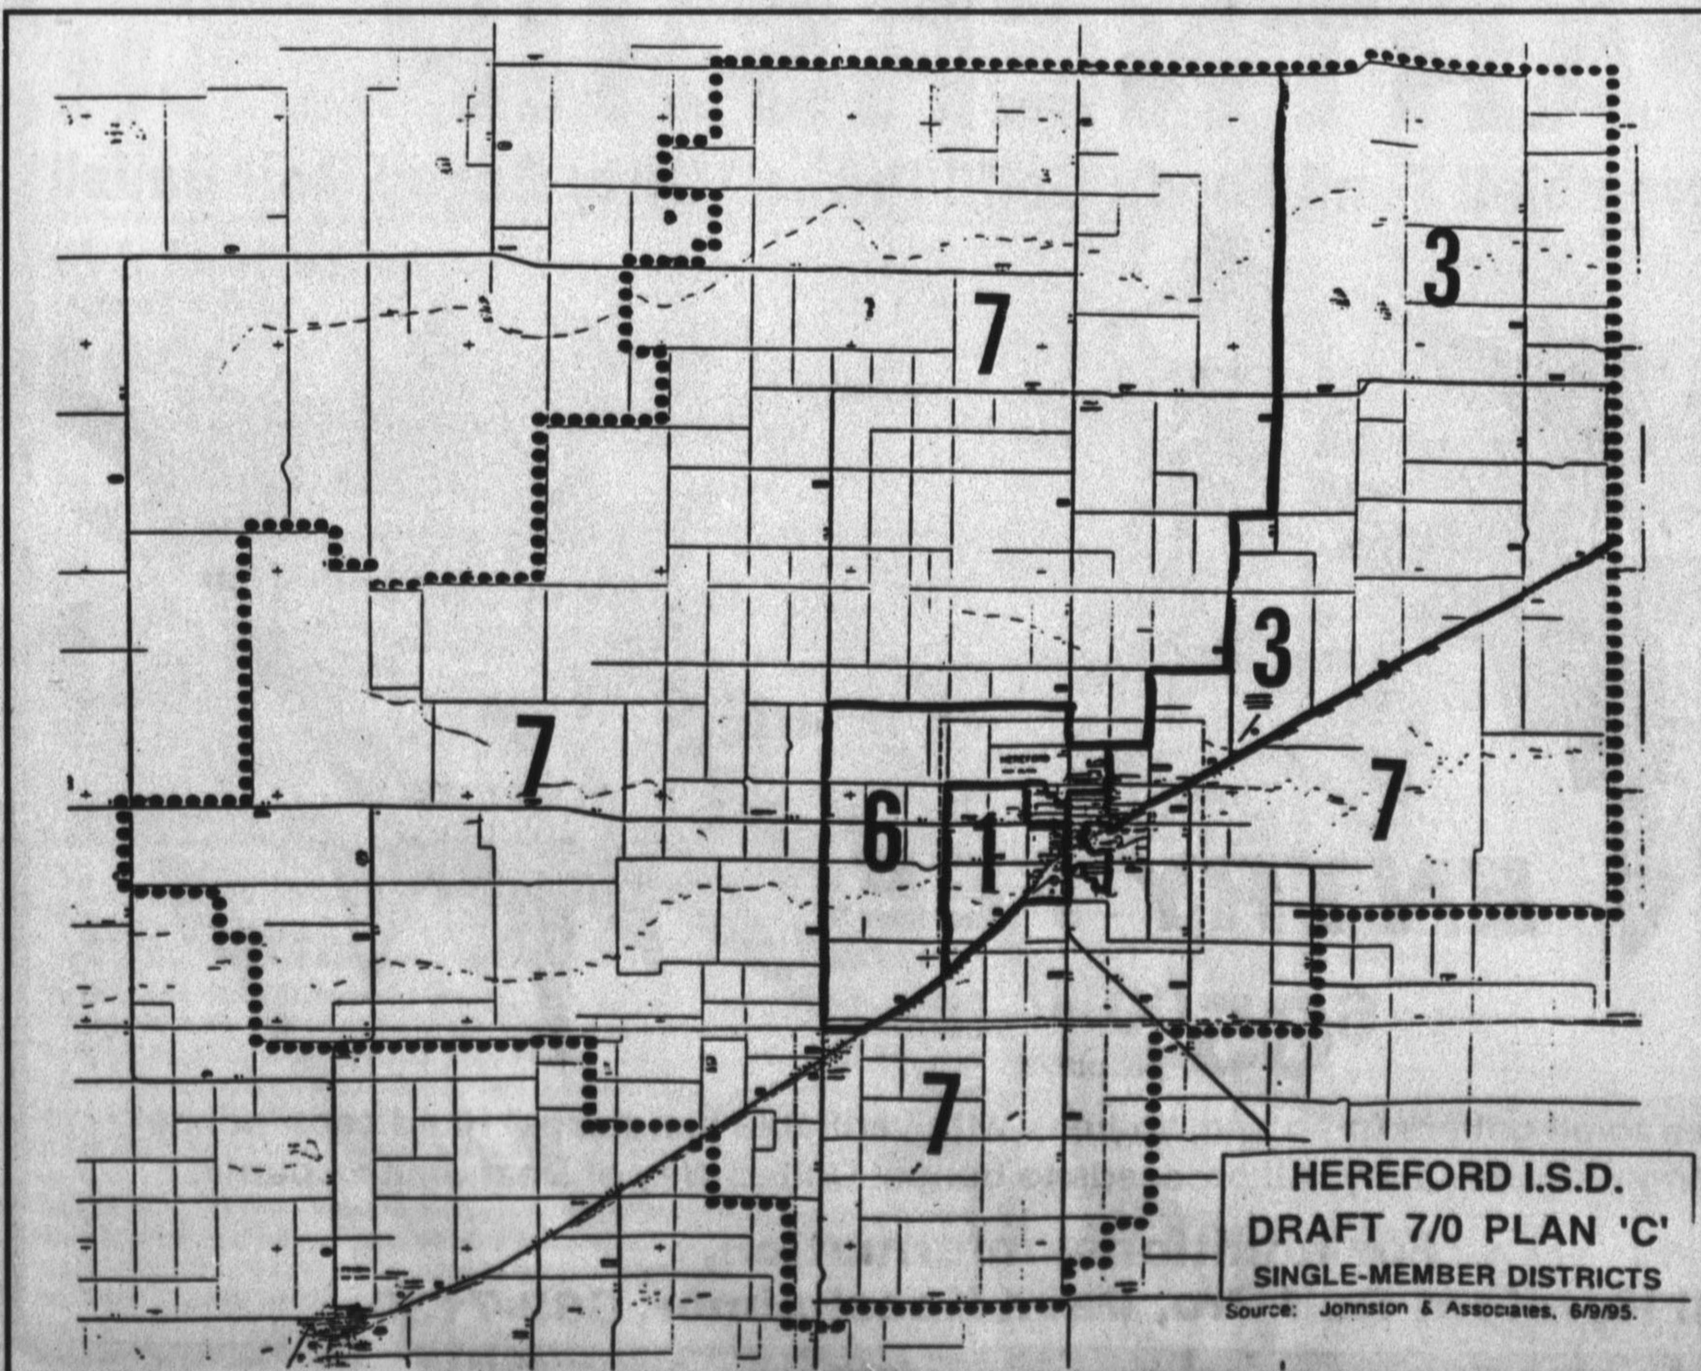 3
7
3
7
HEREFORD
6
1
7
7
HEREFORD I.S.D.
DRAFT 7/0 PLAN 'C'
SINGLE-MEMBER DISTRICTS
Source: Johnston & Associates, 6/9/95.